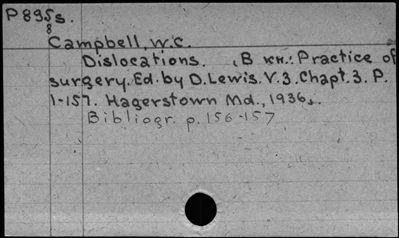 P895s.
8
Campbell, W.C.
Dislocations. В кн.: Practice of
surgery. Ed. by D. Lewis. V.3. Chapt. 3. P.
1-157. Hagerstown Md., 1936.
Bibliogr. p. 156-157